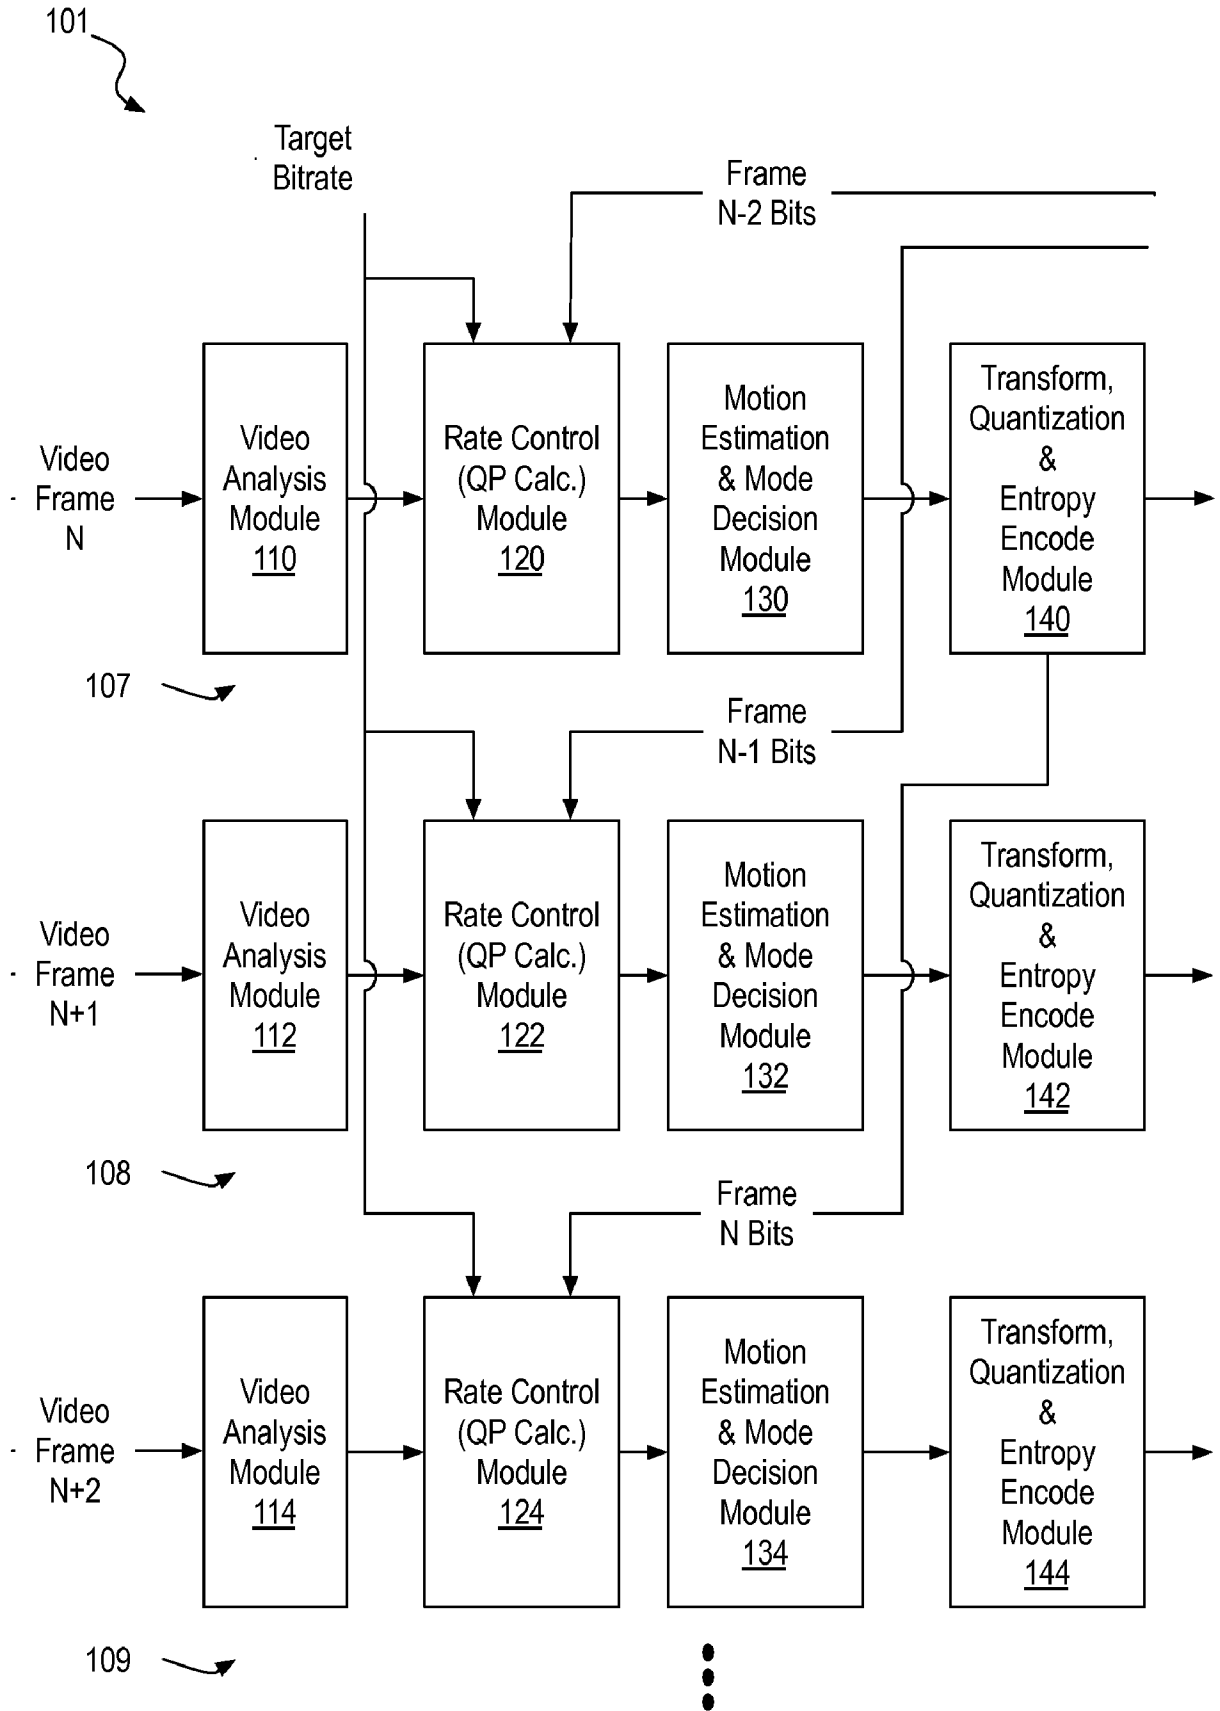 101
Target
Bitrate
Frame
N-2 Bits
Video
Frame
N
Video
Analysis
Module
110
Rate Control
(QP Calc.)
Module
120
Motion
Estimation
& Mode
Decision
Module
130
Transform,
Quantization
&
Entropy
Encode
Module
140
107
Frame
N-1 Bits
Video
Frame
N+1
Video
Analysis
Module
112
Rate Control
(QP Calc.)
Module
122
Motion
Estimation
& Mode
Decision
Module
132
Transform,
Quantization
&
Entropy
Encode
Module
142
108
Frame
N Bits
Video
Frame
N+2
Video
Analysis
Module
114
Rate Control
(QP Calc.)
Module
124
Motion
Estimation
& Mode
Decision
Module
134
Transform,
Quantization
&
Entropy
Encode
Module
144
109